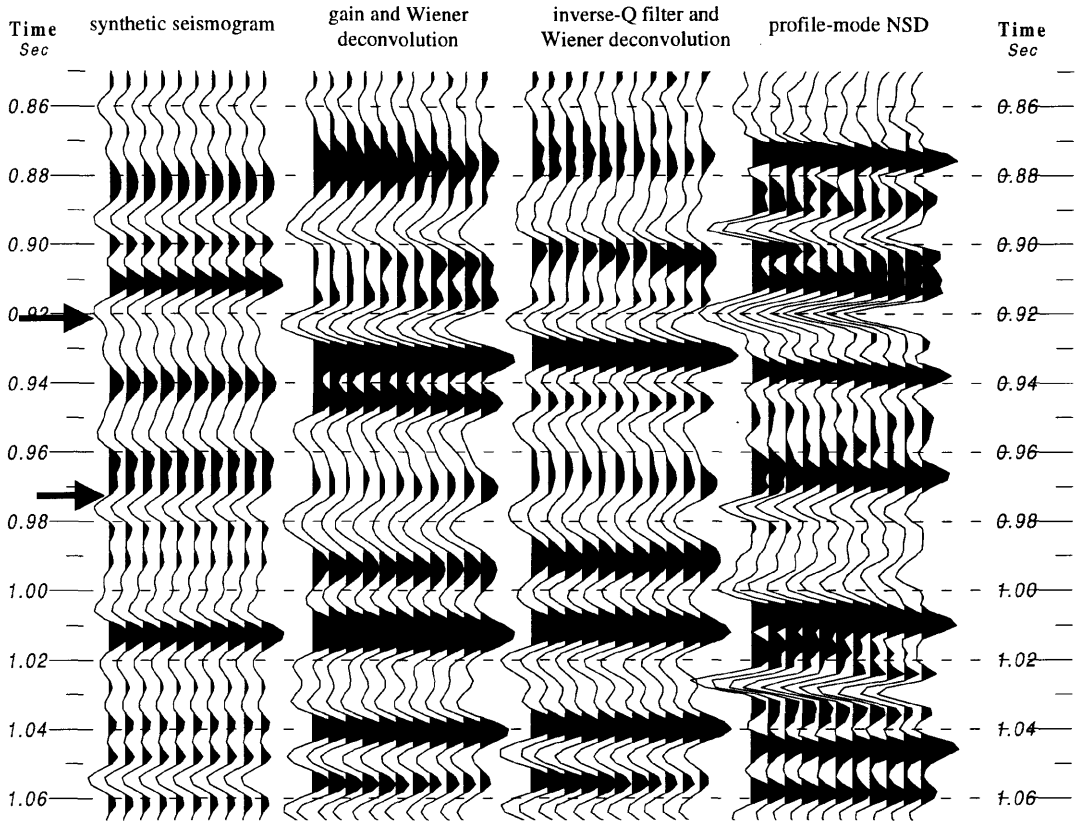 Time
Sec
synthetic seismogram
gain and Wiener
deconvolution
inverse-Q filter and
Wiener deconvolution
profile-mode NSD
Time
Sec
0.86
0.86
0.88
0.88
0.90
0.90
0.92
0.92
0.94
0.94
0.96
0.96
0.98
0.98
1.00
1.00
1.02
1.02
1.04
1.04
1.06
1.06